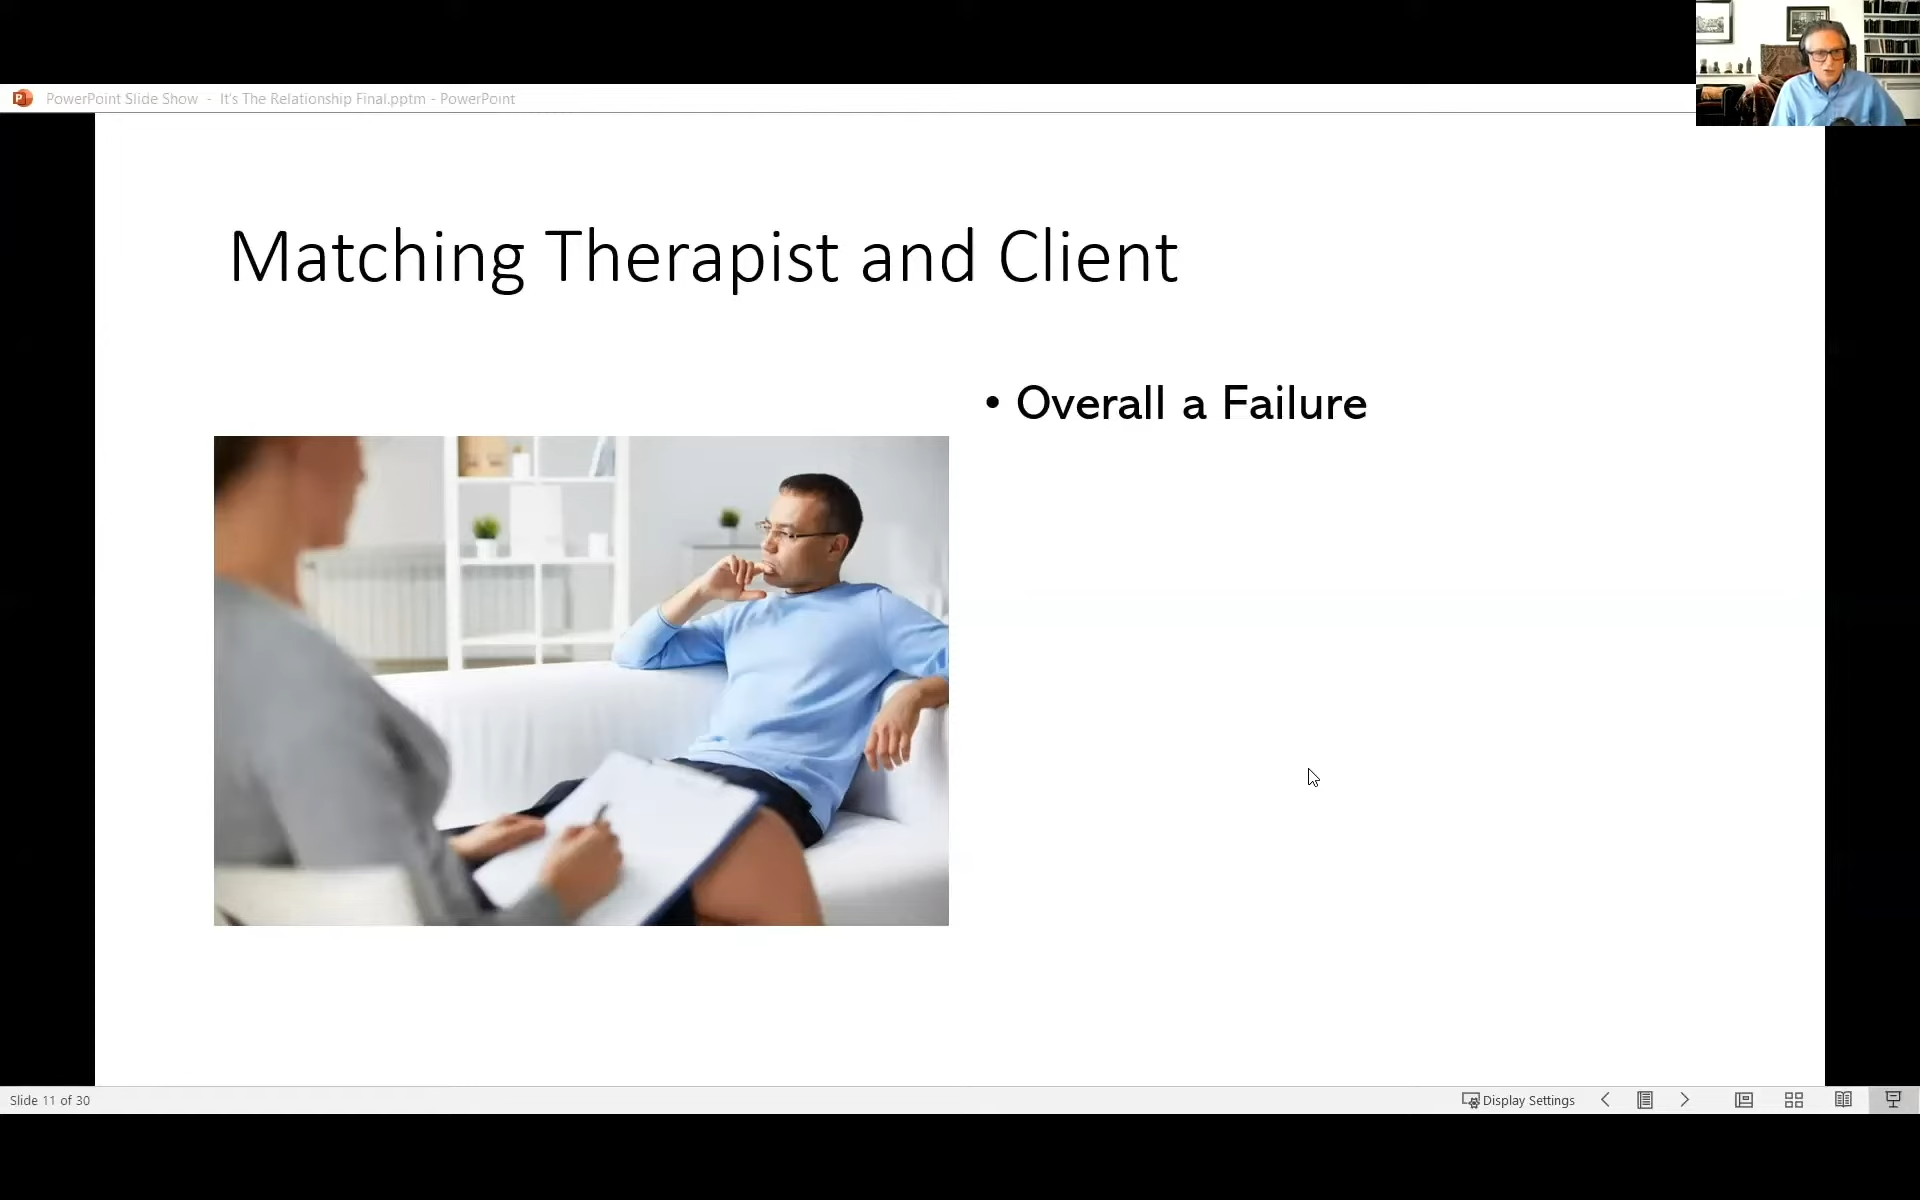 PowerPoint Slide Show - It's The Relationship Final.pptm - PowerPoint
Matching Therapist and Client
• Overall a Failure
Slide 11 of 30
Display Settings